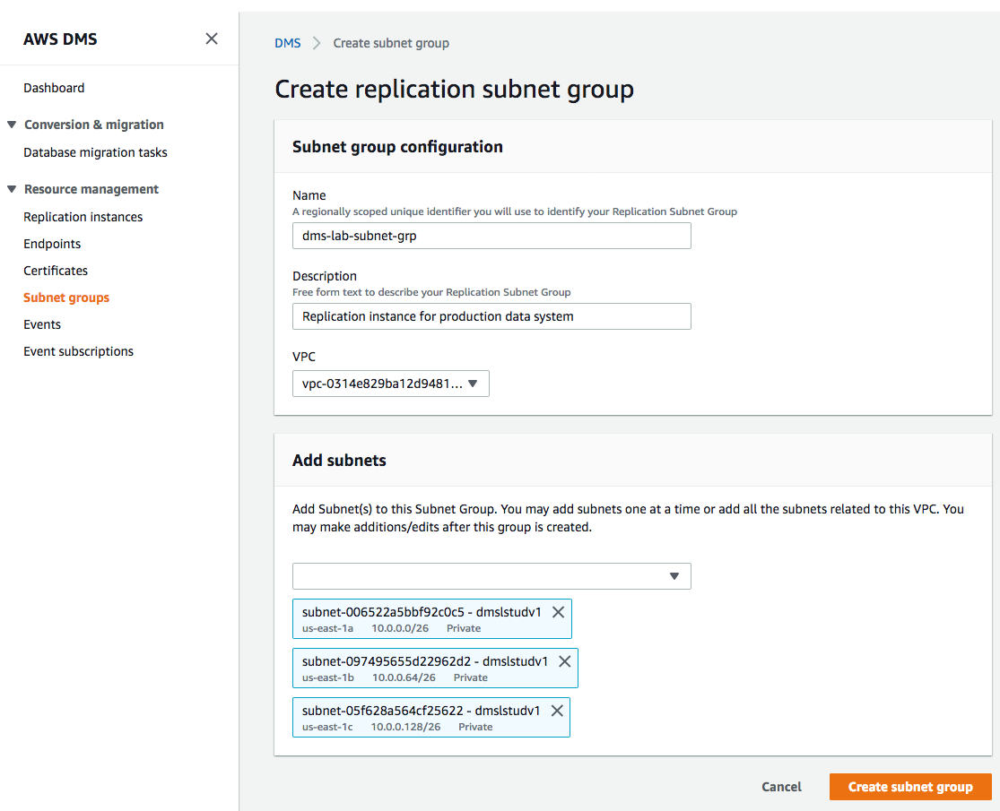 AWS DMS
Dashboard
Conversion & migration
Database migration tasks
Resource management
Replication instances
Endpoints
Certificates
Subnet groups
Events
Event subscriptions
DMS > Create subnet group
Create replication subnet group
Subnet group configuration
Name
A regionally scoped unique identifier you will use to identify your Replication Subnet Group
dms-lab-subnet-grp
Description
Free form text to describe your Replication Subnet Group
Replication instance for production data system
VPC
vpc-0314e829ba12d9481...
Add subnets
Add Subnet(s) to this Subnet Group. You may add subnets one at a time or add all the subnets related to this VPC. You
may make additions/edits after this group is created.
subnet-006522a5bbf92c0c5 - dmslstudv1
us-east-1a 10.0.0.0/26 Private
subnet-097495655d22962d2 - dmslstudv1
us-east-1b 10.0.0.64/26 Private
subnet-05f628a564cf25622 - dmslstudv1
us-east-1c 10.0.0.128/26 Private
Cancel Create subnet group